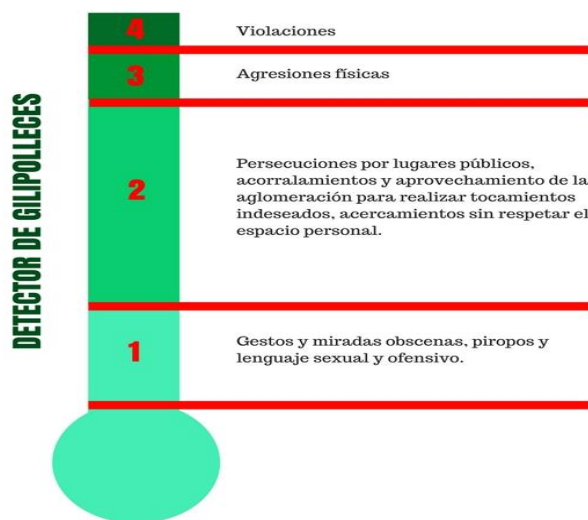 DETECTOR DE GILIPOLLECES
4
Violaciones
3
Agresiones físicas
2
Persecuciones por lugares públicos,
acorralamientos y aprovechamiento de la
aglomeración para realizar tocamientos
indeseados, acercamientos sin respetar el
espacio personal.
1
Gestos y miradas obscenas, piropos y
lenguaje sexual y ofensivo.